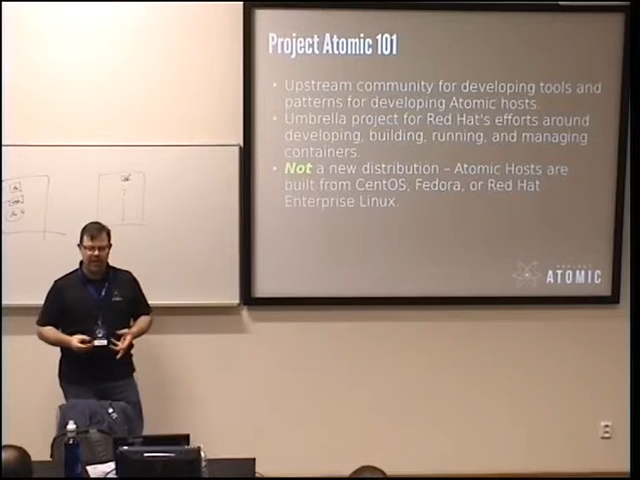 Project Atomic 101
• Upstream community for developing tools and
patterns for developing Atomic hosts.
• Umbrella project for Red Hat's efforts around
developing, building, running, and managing
containers.
• Not a new distribution – Atomic Hosts are
built from CentOS, Fedora, or Red Hat
Enterprise Linux.
PROJECT
ATOMIC